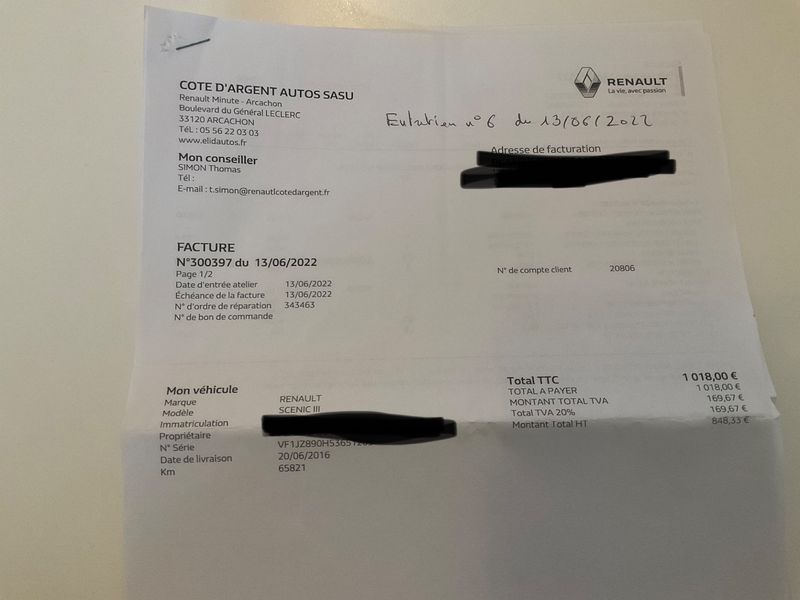 COTE D'ARGENT AUTOS SASU
Renault Minute - Arcachon
Boulevard du Général LECLERC
33120 ARCACHON
Tél : 05 56 22 03 03
www.elidautos.fr
RENAULT
La vie, avec passion
Entretien n° 6 du 13/06/2022
Mon conseiller
SIMON Thomas
Tél :
E-mail : t.simon@renaultcotedargent.fr
Adresse de facturation
FACTURE
N°300397 du 13/06/2022
Page 1/2
Date d'entrée atelier 13/06/2022
Échéance de la facture 13/06/2022
N° d'ordre de réparation 343463
N° de bon de commande
N° de compte client 20806
Mon véhicule
Marque RENAULT
Modèle SCENIC III
Immatriculation
Propriétaire
N° Série
Date de livraison 20/06/2016
Km 65821
Total TTC 1 018,00 €
TOTAL A PAYER 1 018,00 €
MONTANT TOTAL TVA 169,67 €
Total TVA 20% 169,67 €
Montant Total HT 848,33 €